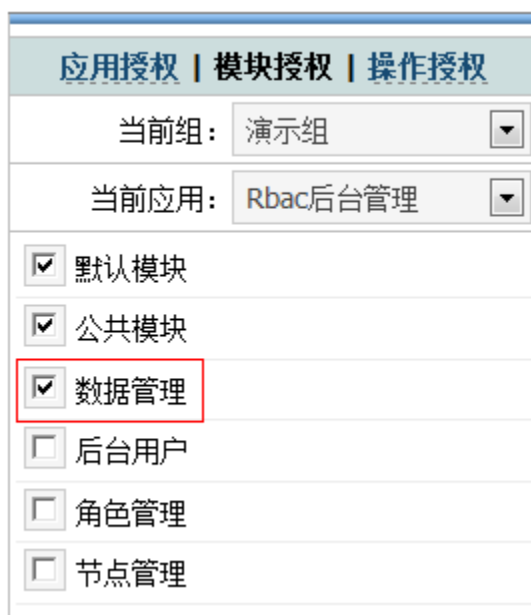 应用授权 | 模块授权 | 操作授权
当前组： 演示组
当前应用： Rbac后台管理
默认模块
公共模块
数据管理
后台用户
角色管理
节点管理